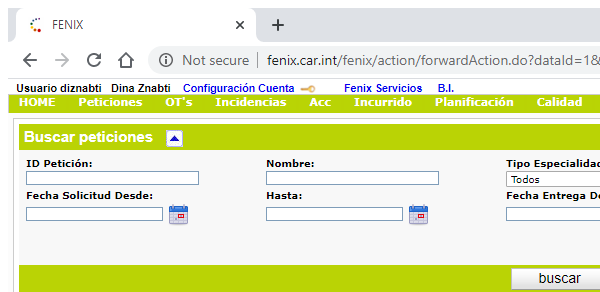 FENIX
Not secure fenix.car.int/fenix/action/forwardAction.do?dataId=1&
Usuario diznabti Dina Znabti Configuración Cuenta Fenix Servicios B.I.
HOME Peticiones OT's Incidencias Acc Incurrido Planificación Calidad
Buscar peticiones
ID Petición: Nombre: Tipo Especialidad
Todos
Fecha Solicitud Desde: Hasta: Fecha Entrega De
buscar